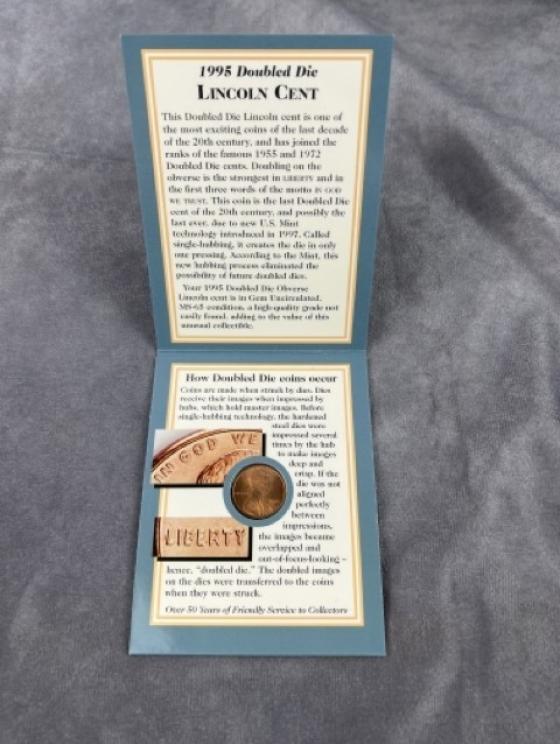 1995 Doubled Die
LINCOLN CENT
This Doubled Die Lincoln cent is one of
the most exciting coins of the last decade
of the 20th century, and has joined the
ranks of the famous 1955 and 1972
Doubled Die cents. Doubling on the
obverse is the strongest in LIBERTY and in
the first three words of the motto IN GOD
WE TRUST. This coin is the last Doubled Die
cent of the 20th century, and possibly the
last ever, due to new U.S. Mint
technology introduced in 1997. Called
single-hubbing, it creates the die in only
one pressing. According to the Mint, this
new hubbing process eliminated the
possibility of future doubled dies.
Your 1995 Doubled Die Obverse
Lincoln cent is in Gem Uncirculated,
MS-65 condition, a high-quality grade not
easily found, adding to the value of this
unusual collectible.
How Doubled Die coins occur
Coins are made when struck by dies. Dies
receive their images when impressed by
hubs, which hold master images. Before
single-hubbing technology, the hardened
steel dies were
impressed several
times by the hub
to make images
deep and
crisp. If the
die was not
aligned
perfectly
between
impressions,
the images became
overlapped and
out-of-focus-looking –
hence, "doubled die." The doubled images
on the dies were transferred to the coins
when they were struck.
IN GOD WE
LIBERTY
Over 50 Years of Friendly Service to Collectors